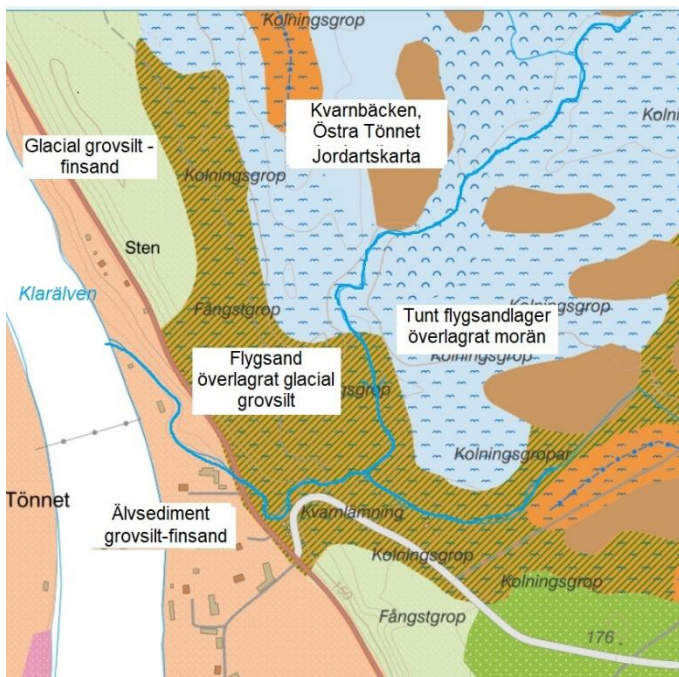 Kolningsgrop
Kvarnbäcken,
Östra Tönnet
Jordartskarta
Glacial grovsilt -
finsand
Kolningsgrop
Sten
Klarälven
Fångstgrop
Tunt flygsandlager
överlagrat morän
Kolningsgrop
Kolningsgrop
Flygsand
överlagrat glacial
grovsilt
Kolningsgropar
Tönnet
Älvsediment
grovsilt-finsand
Kvarnlämning
Kolningsgrop
Kolningsgrop
Fångstgrop
176